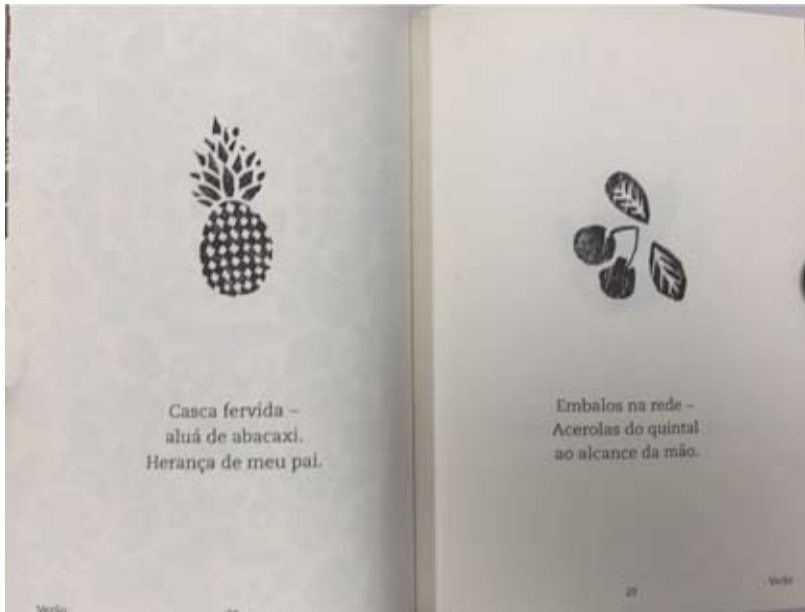 Casca fervida –
aluá de abacaxi.
Herança de meu pai.
Verão
Embalos na rede –
Acerolas do quintal
ao alcance da mão.
29
Verão